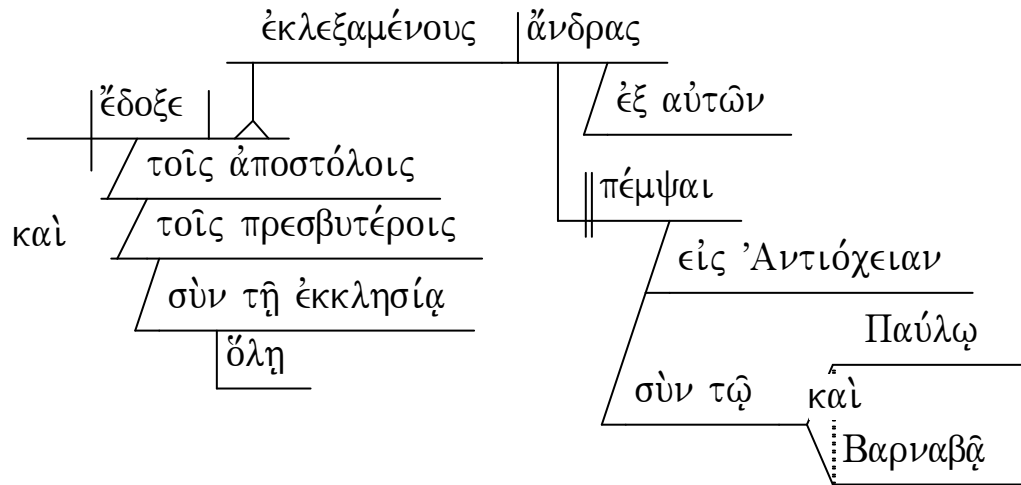 ἐκλεξαμένους ἄνδρας
ἔδοξε
ἐξ αὐτῶν
τοῖς ἀποστόλοις
πέμψαι
καὶ
τοῖς πρεσβυτέροις
εἰς Ἀντιόχειαν
σὺν τῇ ἐκκλησίᾳ
ὅλῃ
Παύλῳ
σὺν τῷ
καὶ
Βαρναβᾷ